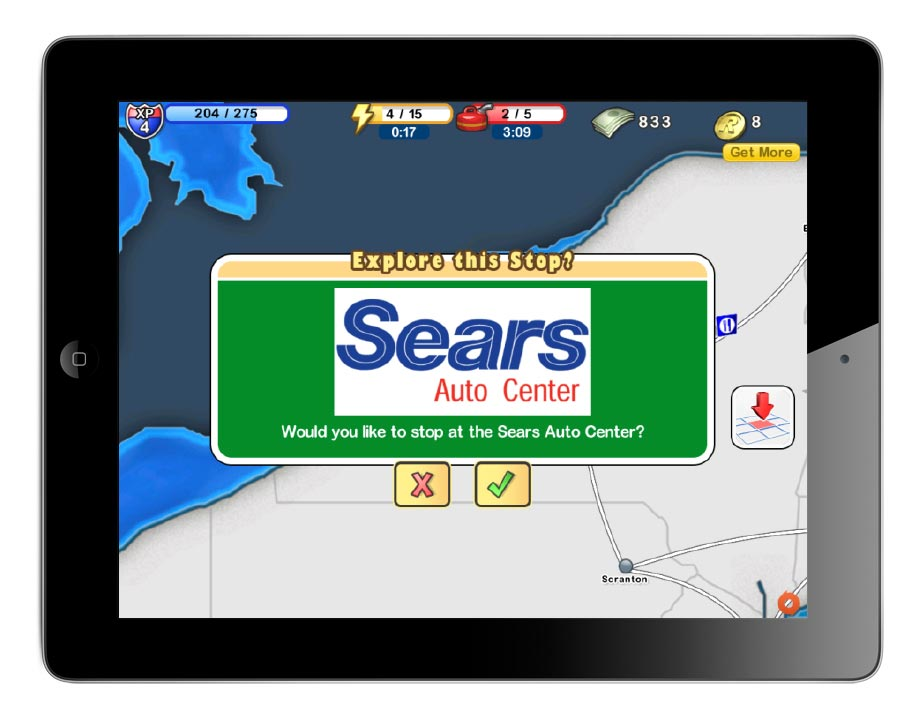 XP
4
204 / 275
4 / 15
0:17
2 / 5
3:09
833
R
8
Get More
Explore this Stop?
Sears
Auto Center
Would you like to stop at the Sears Auto Center?
Scranton